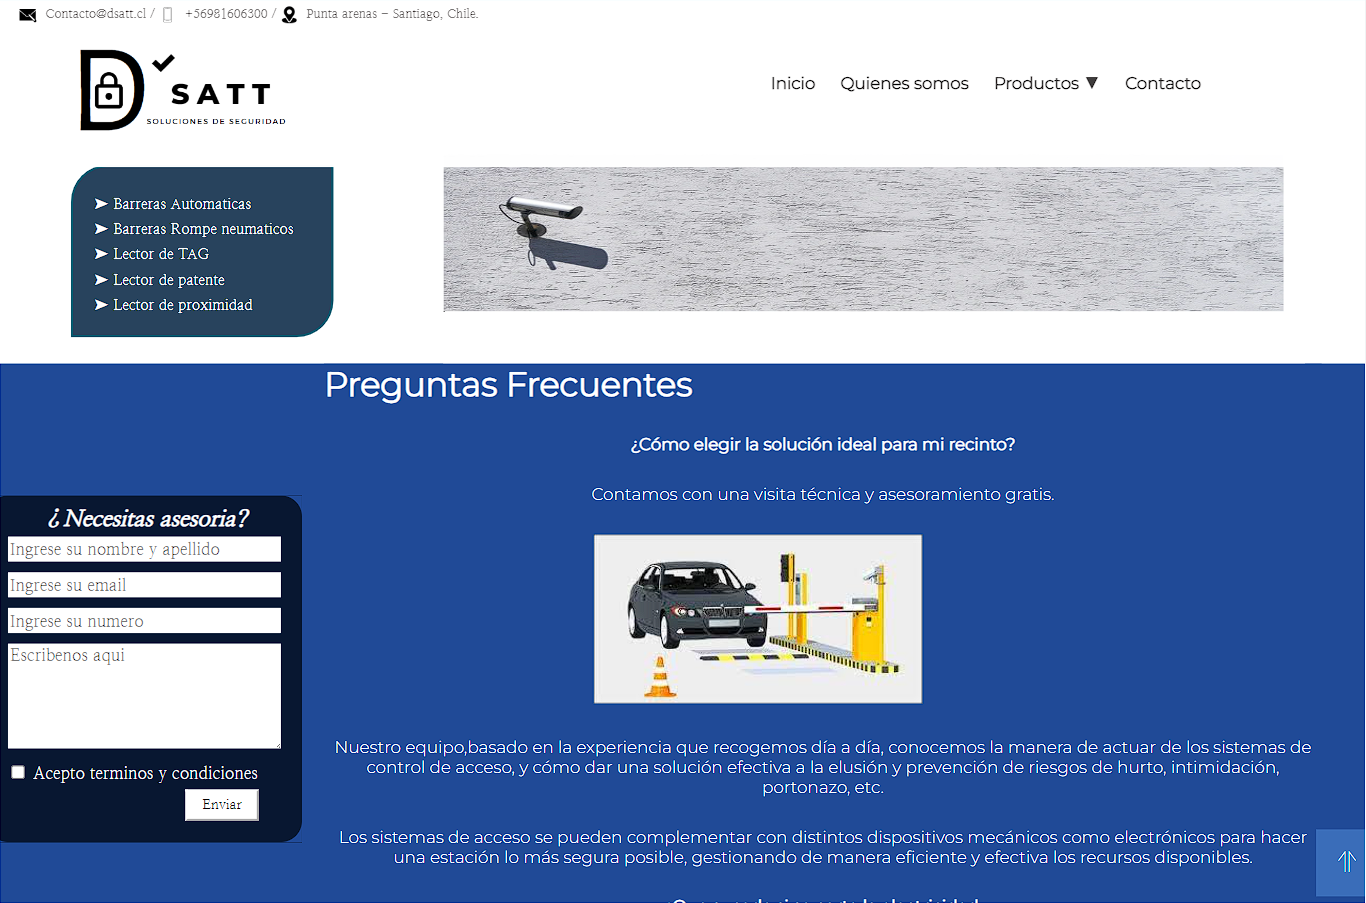 Contacto@dsatt.cl / +56981606300 / Punta arenas – Santiago, Chile.
D SATT
SOLUCIONES DE SEGURIDAD
Inicio Quienes somos Productos ▼ Contacto
➤ Barreras Automaticas
➤ Barreras Rompe neumaticos
➤ Lector de TAG
➤ Lector de patente
➤ Lector de proximidad
Preguntas Frecuentes
¿Cómo elegir la solución ideal para mi recinto?
Contamos con una visita técnica y asesoramiento gratis.
¿Necesitas asesoria?
Ingrese su nombre y apellido
Ingrese su email
Ingrese su numero
Escribenos aqui
Acepto terminos y condiciones
Enviar
Nuestro equipo,basado en la experiencia que recogemos día a día, conocemos la manera de actuar de los sistemas de
control de acceso, y cómo dar una solución efectiva a la elusión y prevención de riesgos de hurto, intimidación,
portonazo, etc.
Los sistemas de acceso se pueden complementar con distintos dispositivos mecánicos como electrónicos para hacer
una estación lo más segura posible, gestionando de manera eficiente y efectiva los recursos disponibles.